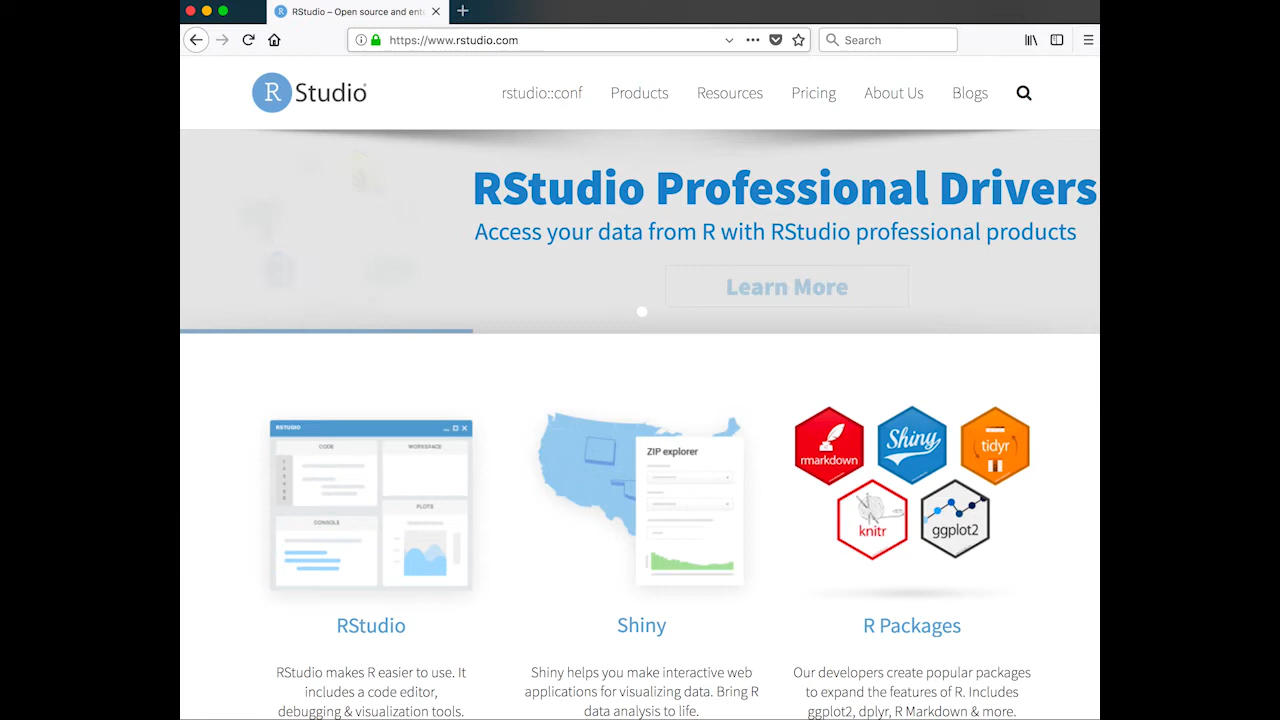 RStudio – Open source and ent
https://www.rstudio.com
Search
R Studio
rstudio::conf
Products
Resources
Pricing
About Us
Blogs
RStudio Professional Drivers
Access your data from R with RStudio professional products
Learn More
RSTUDIO
CODE
WORKSPACE
CONSOLE
PLOTS
ZIP explorer
rmarkdown
Shiny
tidyr
knitr
ggplot2
RStudio
Shiny
R Packages
RStudio makes R easier to use. It
includes a code editor,
debugging & visualization tools.
Shiny helps you make interactive web
applications for visualizing data. Bring R
data analysis to life.
Our developers create popular packages
to expand the features of R. Includes
ggplot2, dplyr, R Markdown & more.